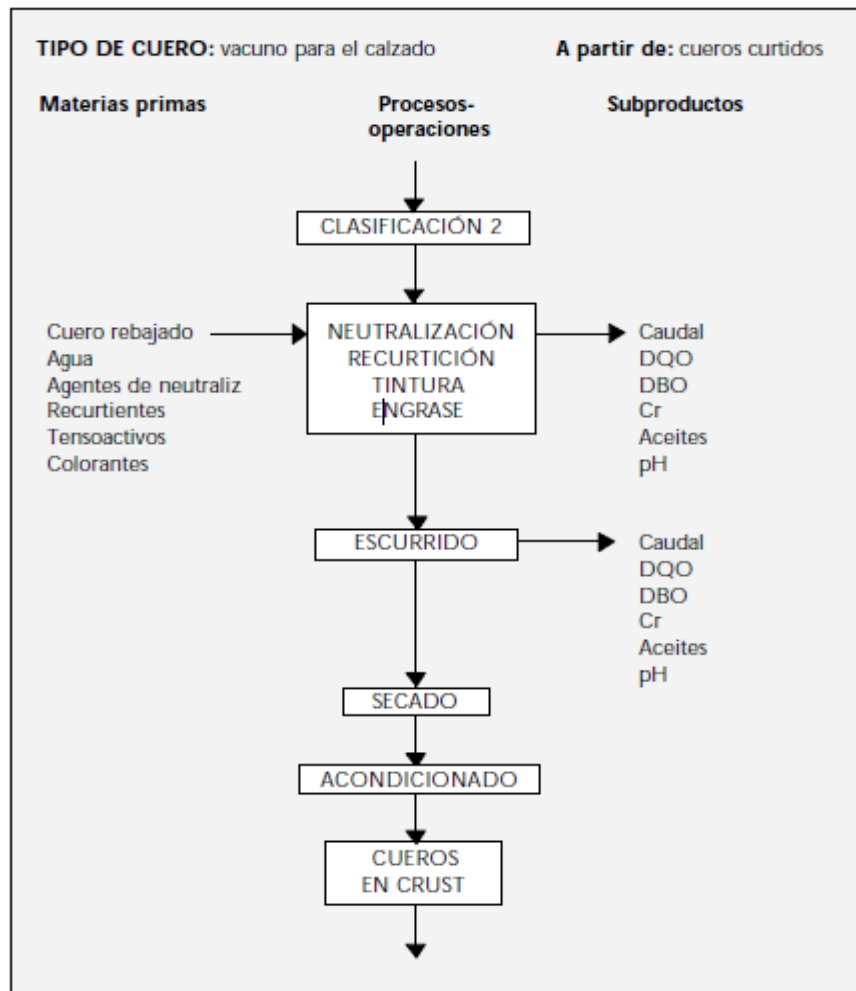 TIPO DE CUERO: vacuno para el calzado
A partir de: cueros curtidos
Materias primas
Procesos-
operaciones
Subproductos
CLASIFICACIÓN 2
Cuero rebajado
Agua
Agentes de neutraliz
Recurtientes
Tensoactivos
Colorantes
NEUTRALIZACIÓN
RECURTICIÓN
TINTURA
ENGRASE
Caudal
DQO
DBO
Cr
Aceites
pH
ESCURRIDO
Caudal
DQO
DBO
Cr
Aceites
pH
SECADO
ACONDICIONADO
CUEROS
EN CRUST